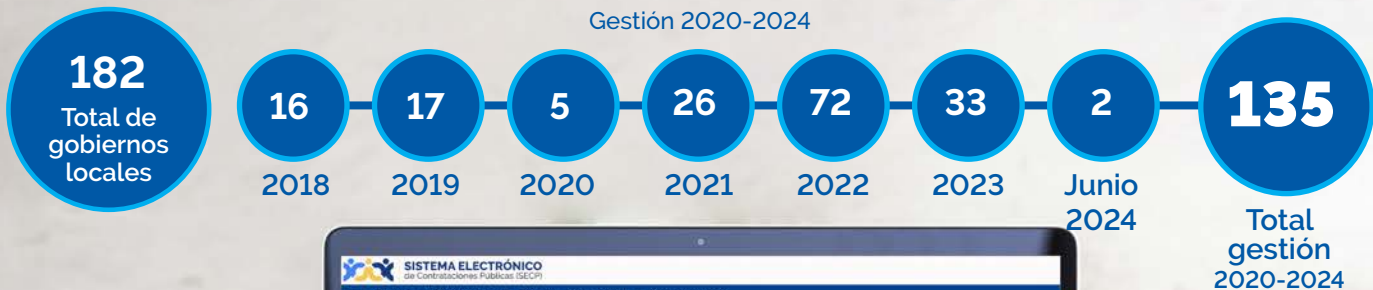 Gestión 2020-2024
182
Total de
gobiernos
locales
16
17
5
26
72
33
2
135
2018
2019
2020
2021
2022
2023
Junio
2024
Total
gestión
2020-2024
SISTEMA ELECTRÓNICO
de Contrataciones Públicas (SECP)